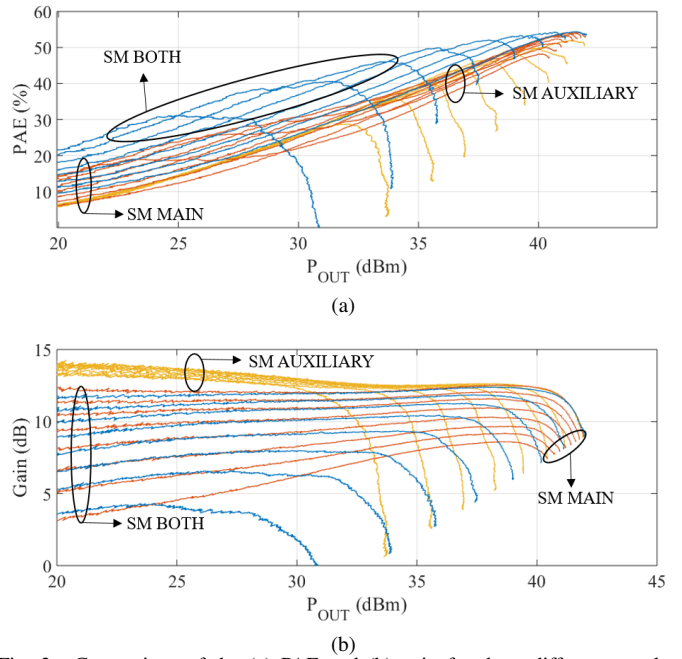 60
50
40
30
20
10
PAE (%)
SM BOTH
SM AUXILIARY
SM MAIN
20 25 30 35 40
P_OUT (dBm)
(a)
15
10
5
0
Gain (dB)
SM AUXILIARY
SM BOTH
SM MAIN
20 25 30 35 40 45
P_OUT (dBm)
(b)